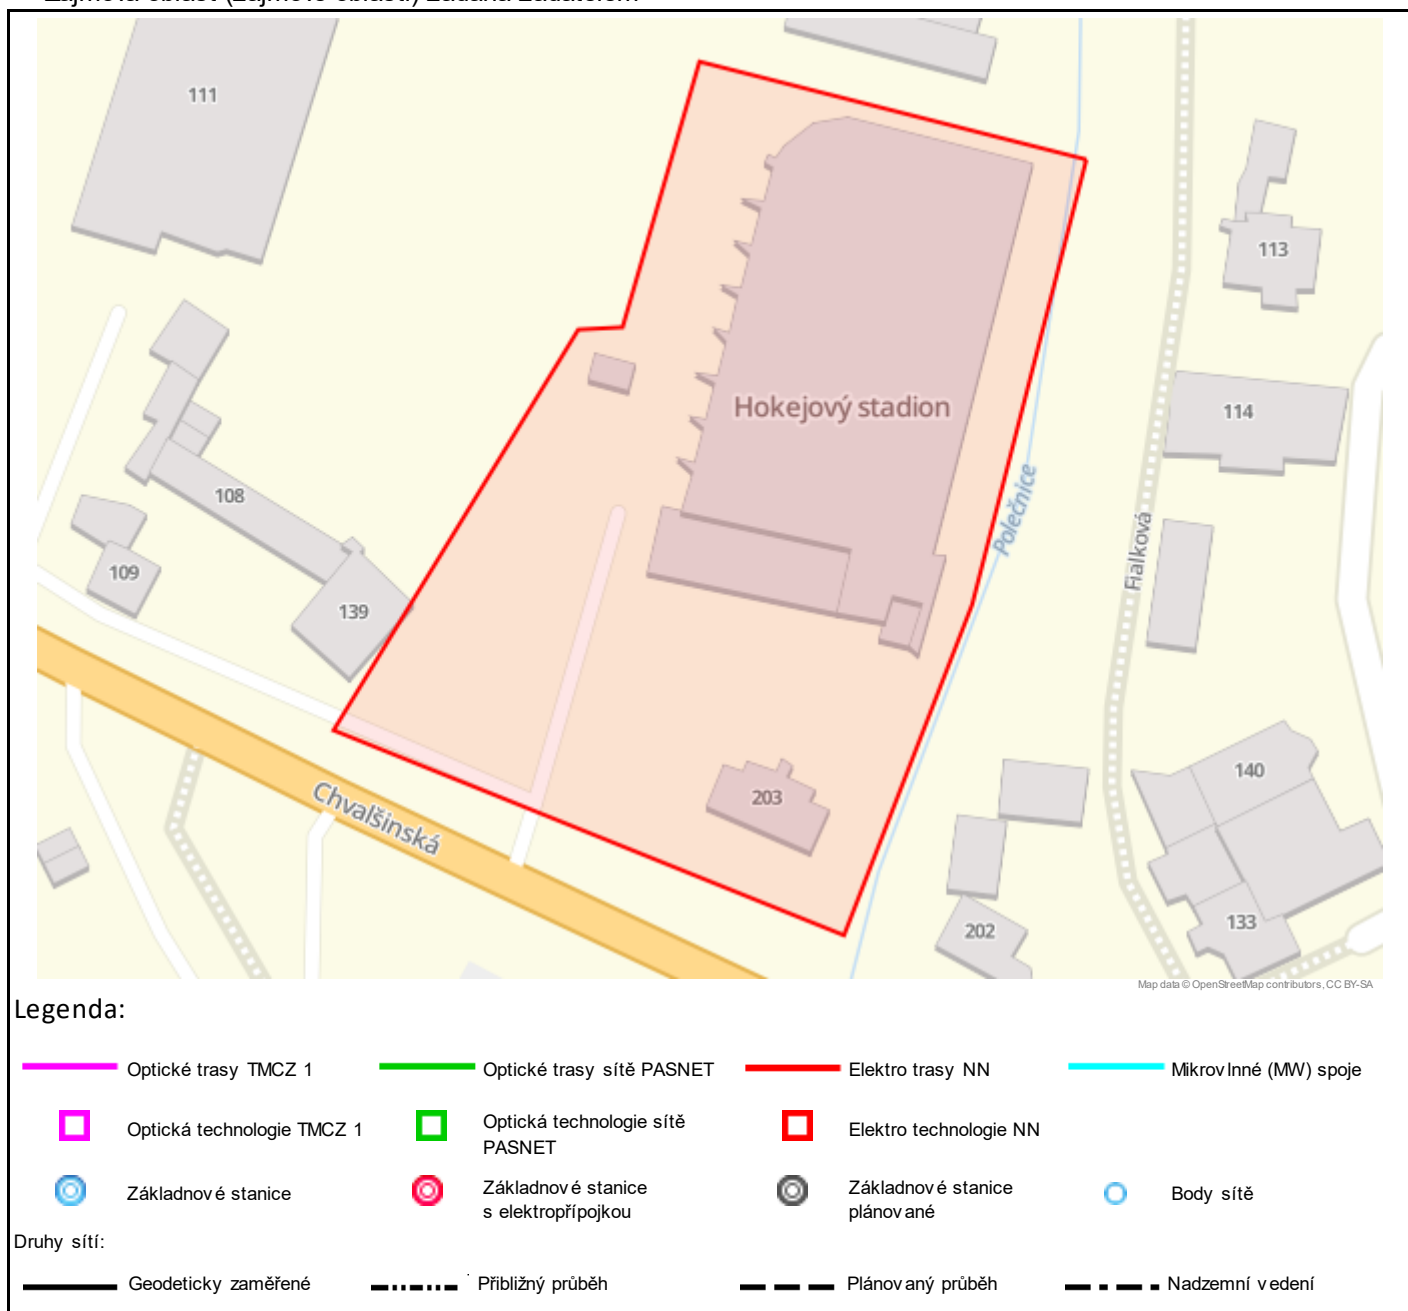 111
113
Hokejový stadion
114
108
Polečnice
Fialková
109
139
Chvalšinská
203
140
202
133
Map data © OpenStreetMap contributors, CC BY-SA
Legenda:
Optické trasy TMCZ 1
Optické trasy sítě PASNET
Elektro trasy NN
Mikrovlnné (MW) spoje
Optická technologie TMCZ 1
Optická technologie sítě
PASNET
Elektro technologie NN
Základnové stanice
Základnové stanice
s elektropřípojkou
Základnové stanice
plánované
Body sítě
Druhy sítí:
Geodeticky zaměřené
Přibližný průběh
Plánovaný průběh
Nadzemní vedení